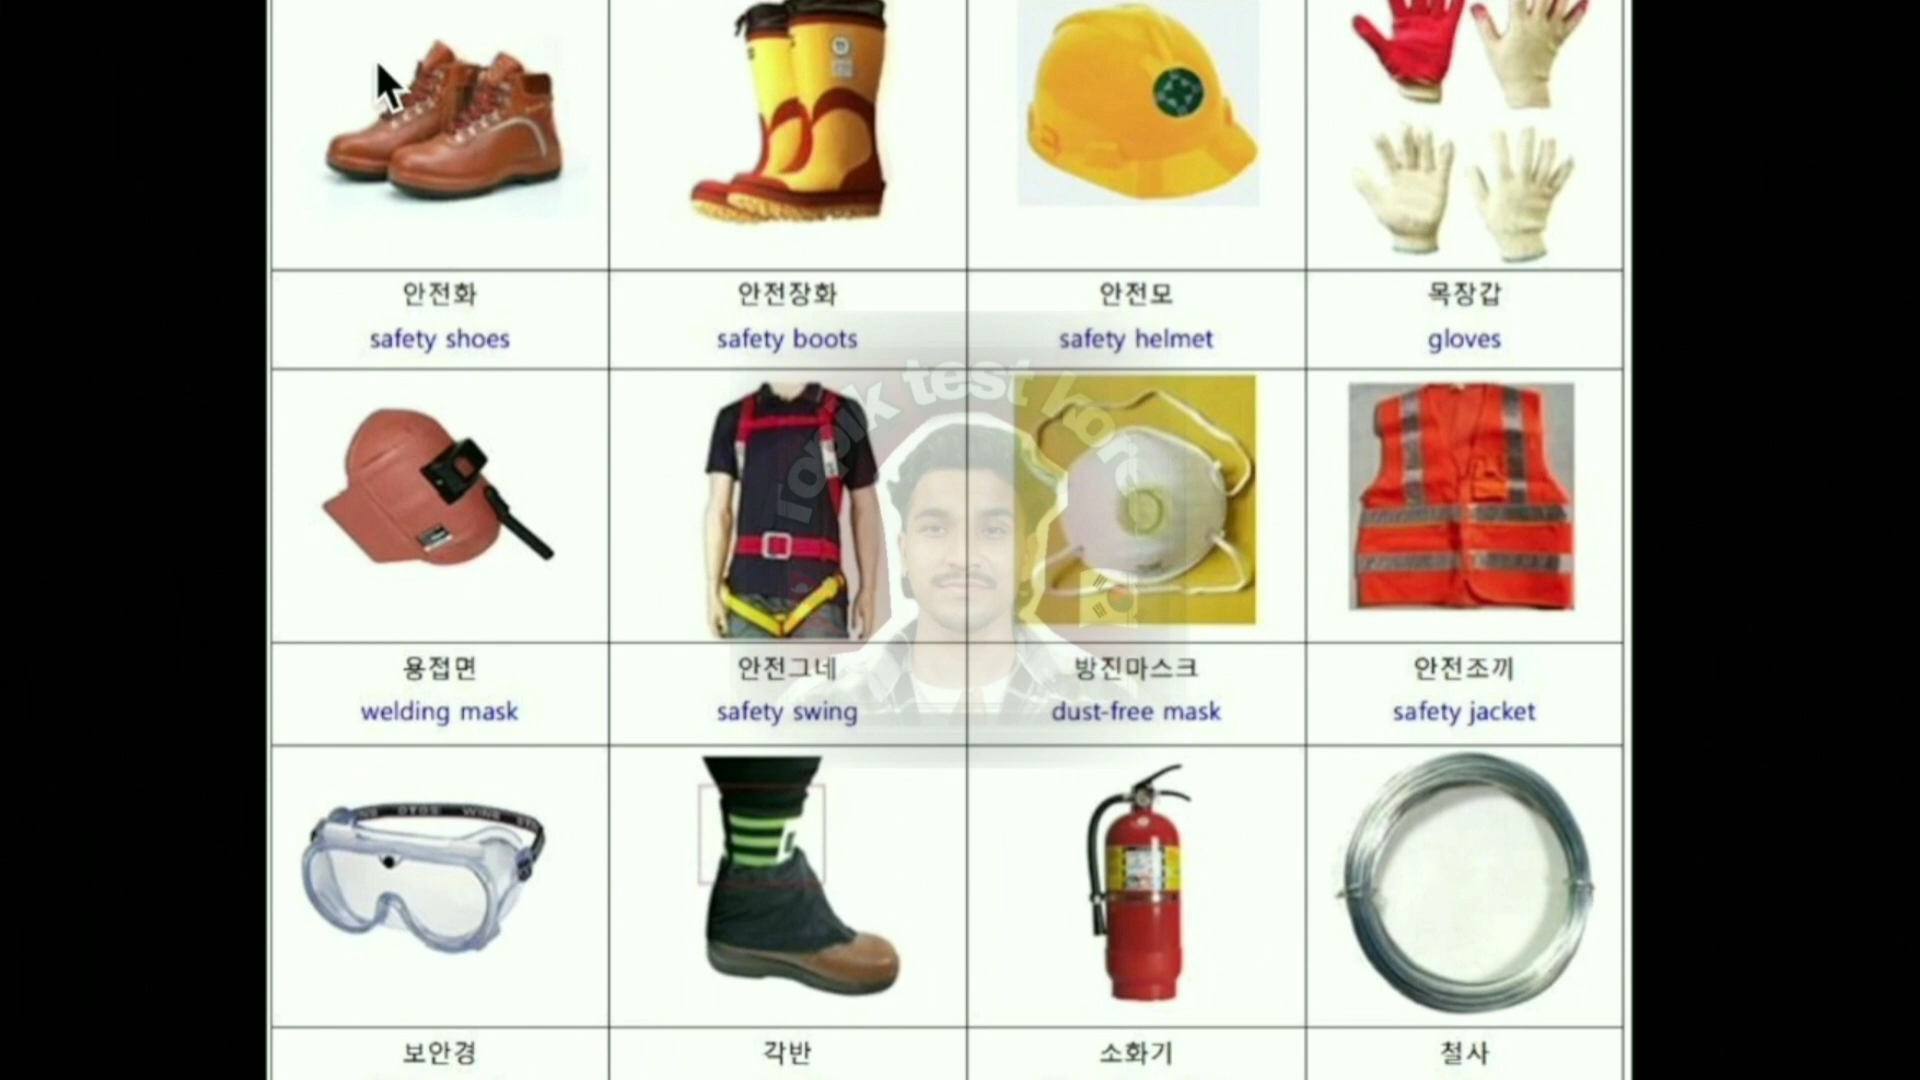 안전화
안전장화
안전모
목장갑
safety shoes
safety boots
safety helmet
gloves
topik test
용접면
안전그네
방진마스크
안전조끼
welding mask
safety swing
dust-free mask
safety jacket
보안경
각반
소화기
철사